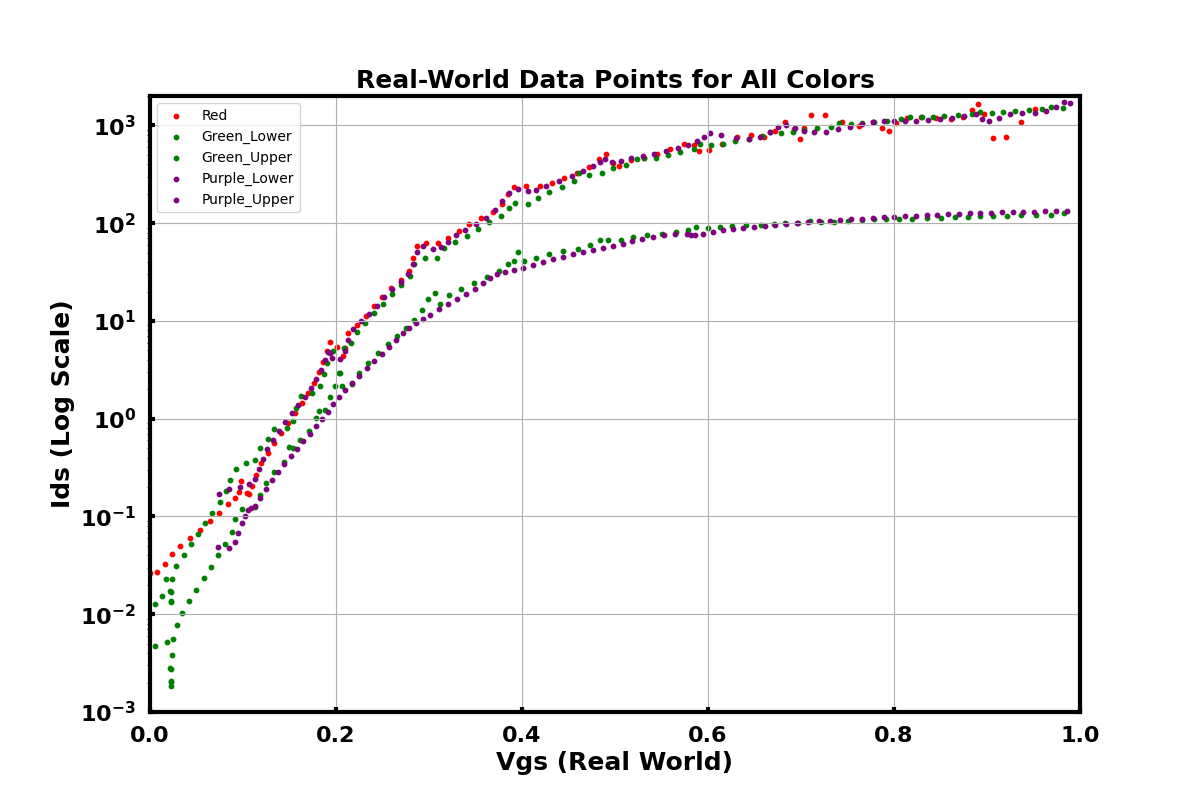 Real-World Data Points for All Colors
Red
Green_Lower
Green_Upper
Purple_Lower
Purple_Upper
Ids (Log Scale)
10³
10²
10¹
10⁰
10⁻¹
10⁻²
10⁻³
0.0 0.2 0.4 0.6 0.8 1.0
Vgs (Real World)